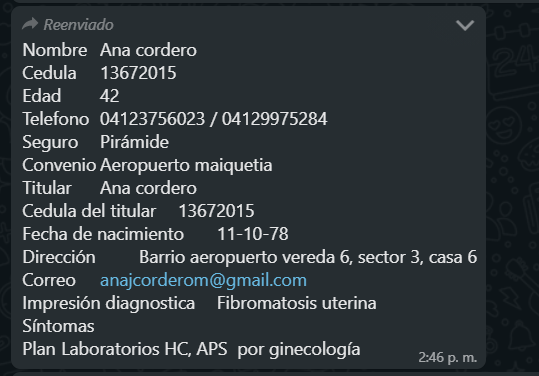 Reenviado
Nombre Ana cordero
Cedula 13672015
Edad 42
Telefono 04123756023 / 04129975284
Seguro Pirámide
Convenio Aeropuerto maiquetia
Titular Ana cordero
Cedula del titular 13672015
Fecha de nacimiento 11-10-78
Dirección Barrio aeropuerto vereda 6, sector 3, casa 6
Correo anajcorderom@gmail.com
Impresión diagnostica Fibromatosis uterina
Síntomas
Plan Laboratorios HC, APS por ginecología
2:46 p. m.